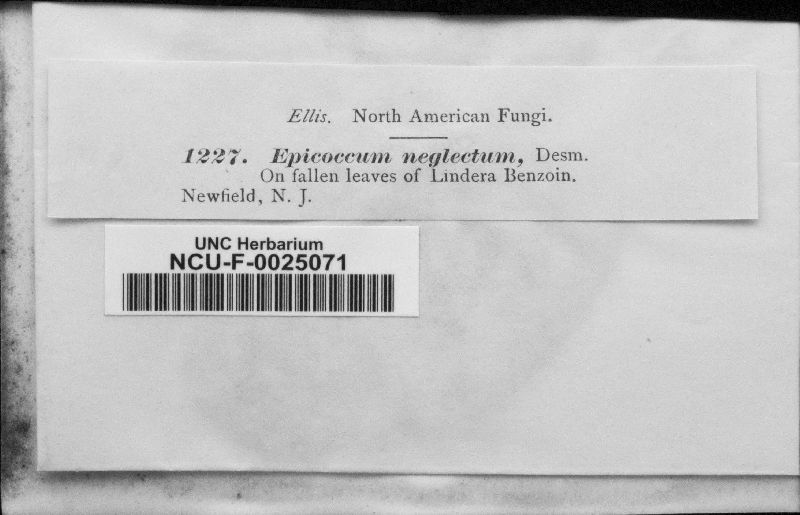 Ellis. North American Fungi.
1227. Epicoccum neglectum, Desm.
On fallen leaves of Lindera Benzoin.
Newfield, N. J.
UNC Herbarium
NCU-F-0025071